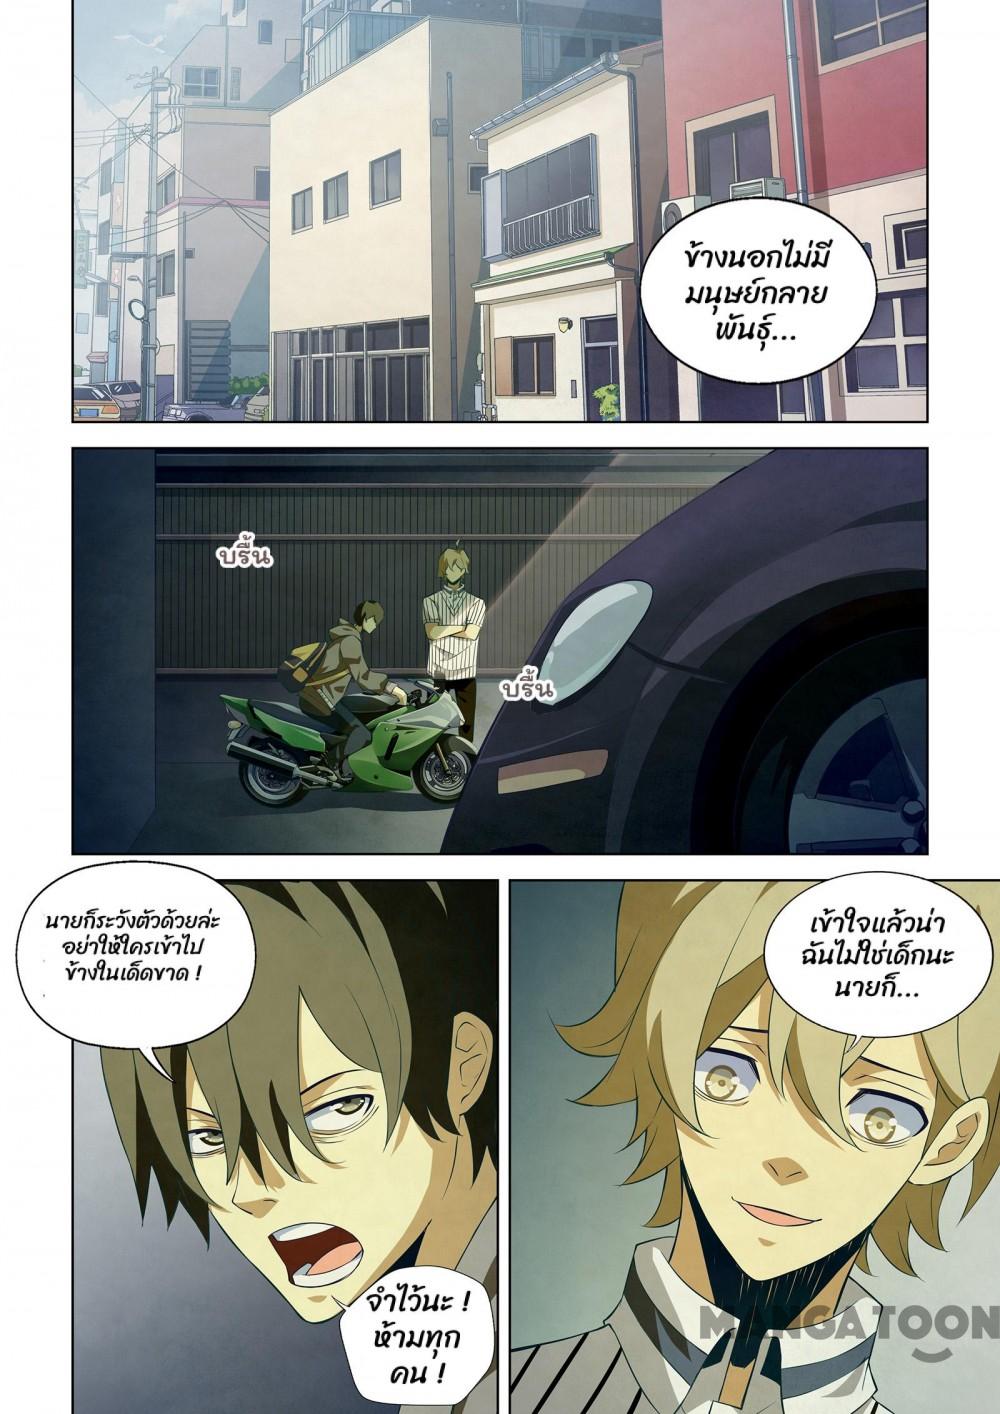 ข้างนอกไม่มี
มนุษย์กลาย
พันธุ์...
บรื้น
บรื้น
นายก็ระวังตัวด้วยล่ะ
อย่าให้ใครเข้าไป
ข้างในเด็ดขาด !
จำไว้นะ !
ห้ามทุก
คน !
เข้าใจแล้วน่า
ฉันไม่ใช่เด็กนะ
นายก็...
MANGATOON